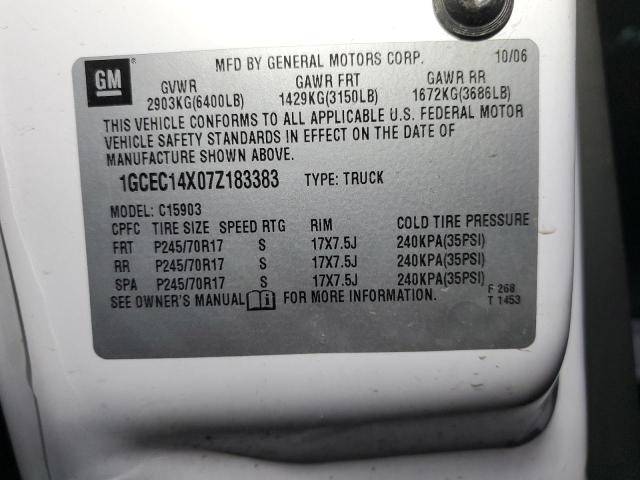 MFD BY GENERAL MOTORS CORP. 10/06
GM
GVWR GAWR FRT GAWR RR
2903KG(6400LB) 1429KG(3150LB) 1672KG(3686LB)
THIS VEHICLE CONFORMS TO ALL APPLICABLE U.S. FEDERAL MOTOR
VEHICLE SAFETY STANDARDS IN EFFECT ON THE DATE OF
MANUFACTURE SHOWN ABOVE.
1GCEC14X07Z183383 TYPE: TRUCK
MODEL: C15903
CPFC TIRE SIZE SPEED RTG RIM COLD TIRE PRESSURE
FRT P245/70R17 S 17X7.5J 240KPA(35PSI)
RR P245/70R17 S 17X7.5J 240KPA(35PSI)
SPA P245/70R17 S 17X7.5J 240KPA(35PSI)
SEE OWNER'S MANUAL i FOR MORE INFORMATION.
F 268
T 1453